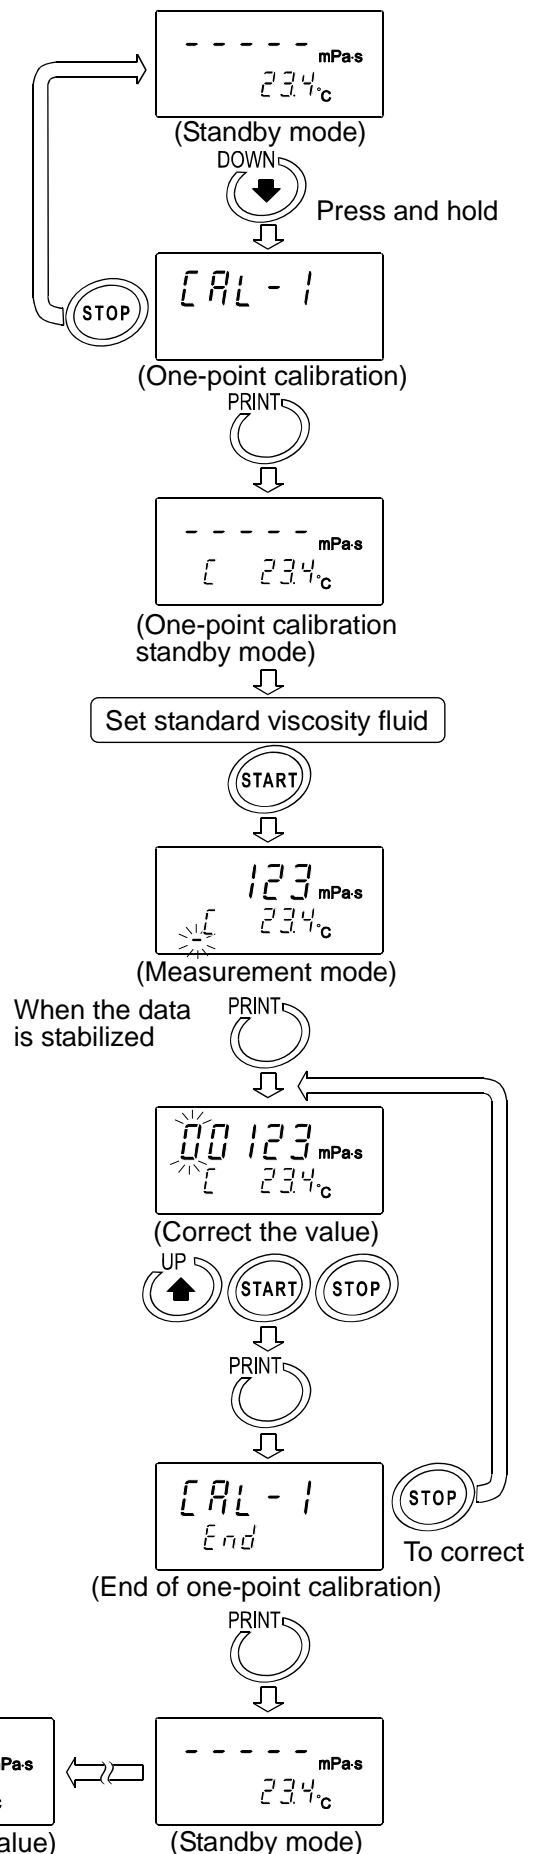 - - - - - mPa·s
23.4°C
(Standby mode)
DOWN
Press and hold
CAL - 1
STOP
(One-point calibration)
PRINT
- - - - - mPa·s
C 23.4°C
(One-point calibration
standby mode)
Set standard viscosity fluid
START
123 mPa·s
C 23.4°C
(Measurement mode)
When the data
is stabilized
PRINT
00123 mPa·s
C 23.4°C
(Correct the value)
UP START STOP
PRINT
CAL - 1
End
STOP
To correct
(End of one-point calibration)
PRINT
Pa·s
- - - - - mPa·s
23.4°C
alue)
(Standby mode)